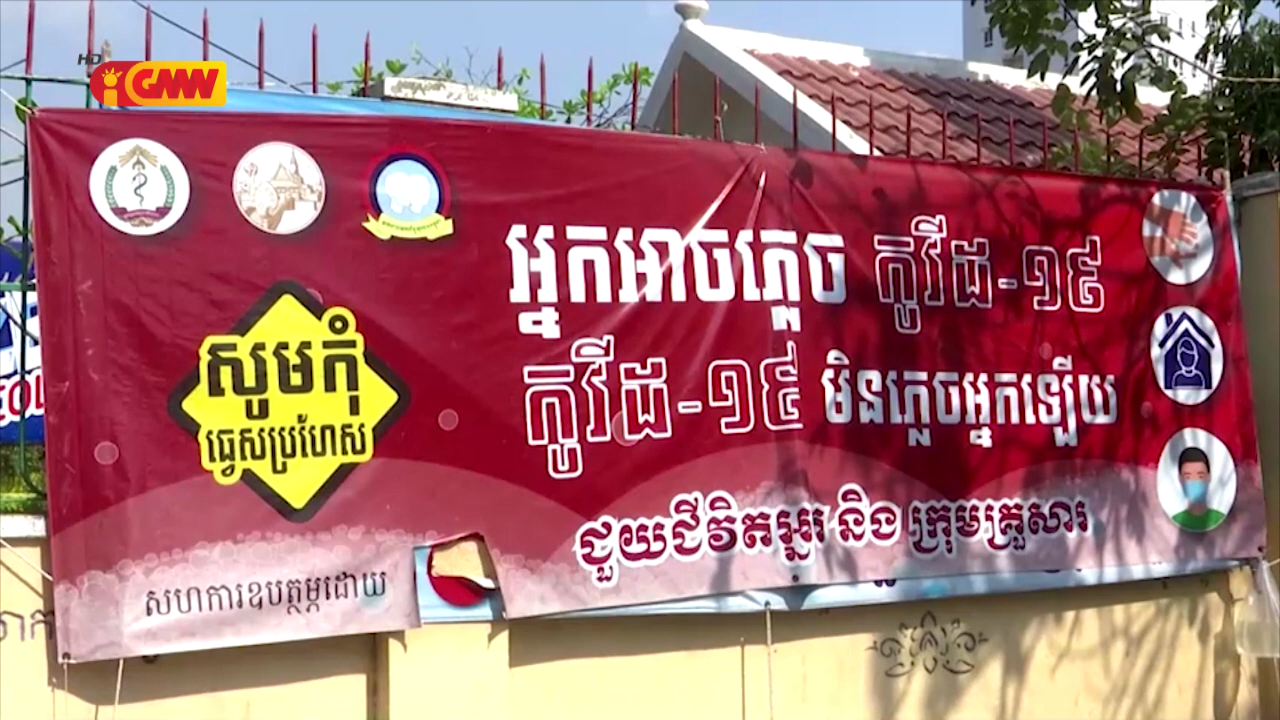 HD
GMW
អ្នកអាចភ្លេច កូវីដ-១៩
កូវីដ-១៩ មិនភ្លេចអ្នកឡើយ
សូមកុំ
ធ្វេសប្រហែស
ជួយជីវិតអ្នក និង ក្រុមគ្រួសារ
សហការឧបត្ថម្ភដោយ